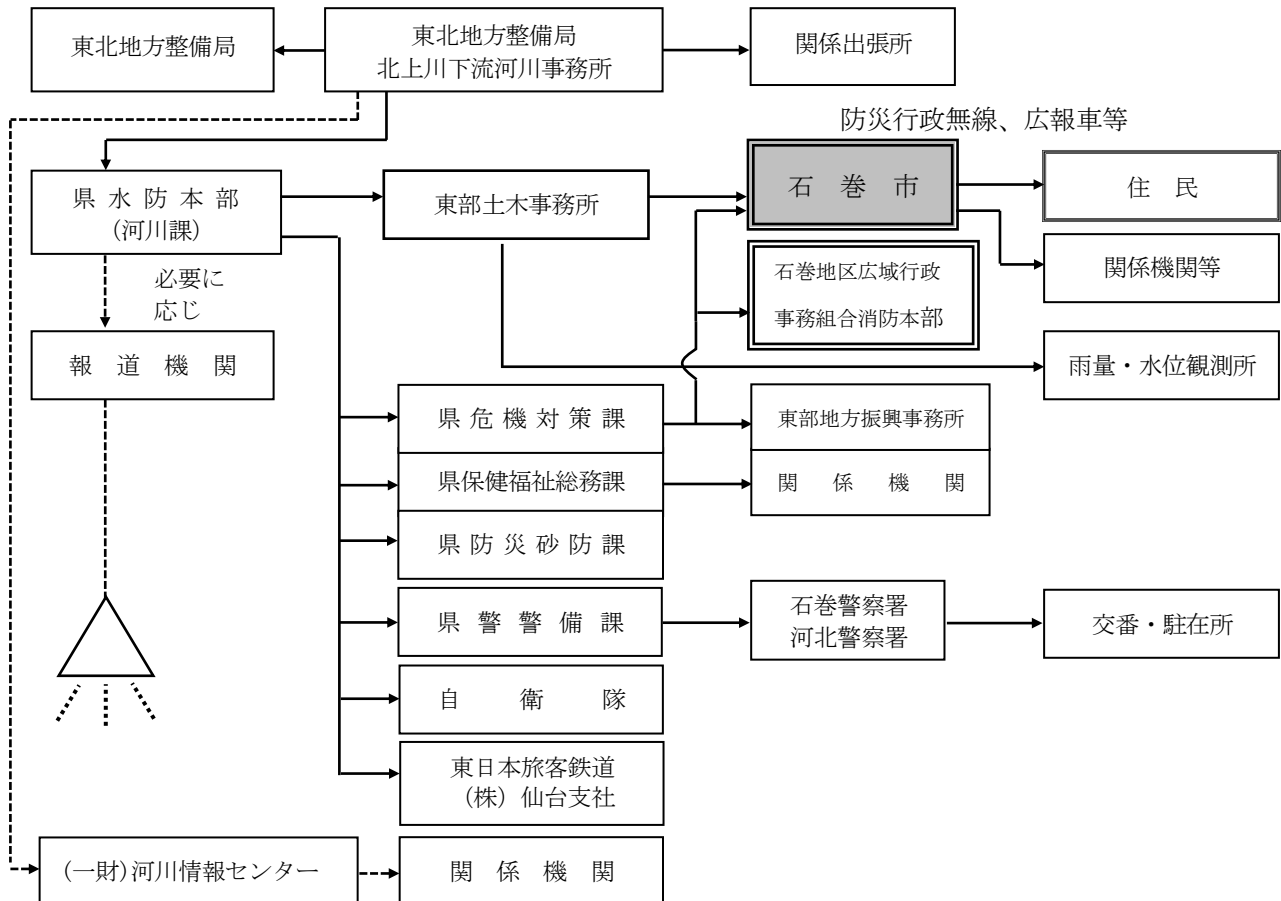 東北地方整備局
東北地方整備局
北上川下流河川事務所
関係出張所
防災行政無線、広報車等
県水防本部
(河川課)
東部土木事務所
石巻市
住民
必要に
応じ
石巻地区広域行政
事務組合消防本部
関係機関等
報道機関
雨量・水位観測所
県危機対策課
東部地方振興事務所
県保健福祉総務課
関係機関
県防災砂防課
県警警備課
石巻警察署
河北警察署
交番・駐在所
自衛隊
東日本旅客鉄道
(株)仙台支社
(一財)河川情報センター
関係機関